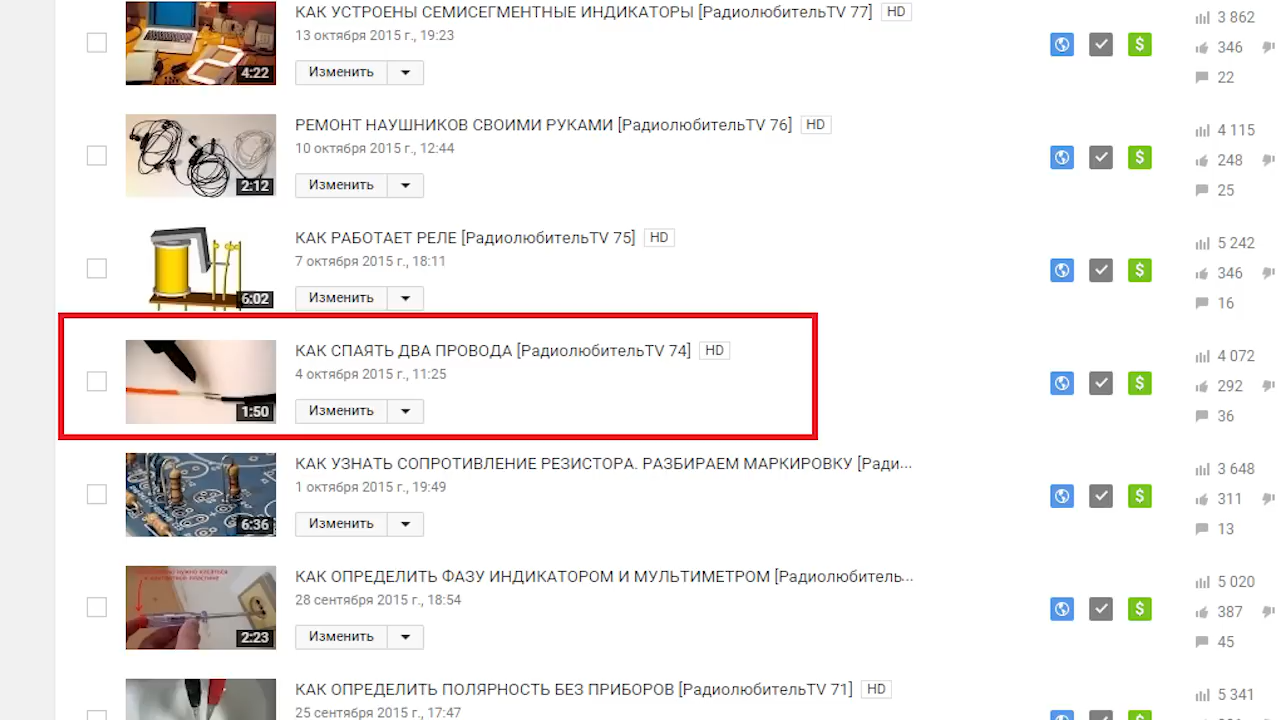 КАК УСТРОЕНЫ СЕМИСЕГМЕНТНЫЕ ИНДИКАТОРЫ [РадиолюбительTV 77] HD
13 октября 2015 г., 19:23
4:22
Изменить
3 862
346
22
РЕМОНТ НАУШНИКОВ СВОИМИ РУКАМИ [РадиолюбительTV 76] HD
10 октября 2015 г., 12:44
2:12
Изменить
4 115
248
25
КАК РАБОТАЕТ РЕЛЕ [РадиолюбительTV 75] HD
7 октября 2015 г., 18:11
6:02
Изменить
5 242
346
16
КАК СПАЯТЬ ДВА ПРОВОДА [РадиолюбительTV 74] HD
4 октября 2015 г., 11:25
1:50
Изменить
4 072
292
36
КАК УЗНАТЬ СОПРОТИВЛЕНИЕ РЕЗИСТОРА. РАЗБИРАЕМ МАРКИРОВКУ [Ради...
1 октября 2015 г., 19:49
6:36
Изменить
3 648
311
13
КАК ОПРЕДЕЛИТЬ ФАЗУ ИНДИКАТОРОМ И МУЛЬТИМЕТРОМ [Радиолюбитель...
28 сентября 2015 г., 18:54
2:23
Изменить
5 020
387
45
КАК ОПРЕДЕЛИТЬ ПОЛЯРНОСТЬ БЕЗ ПРИБОРОВ [РадиолюбительTV 71] HD
25 сентября 2015 г., 17:47
5 341